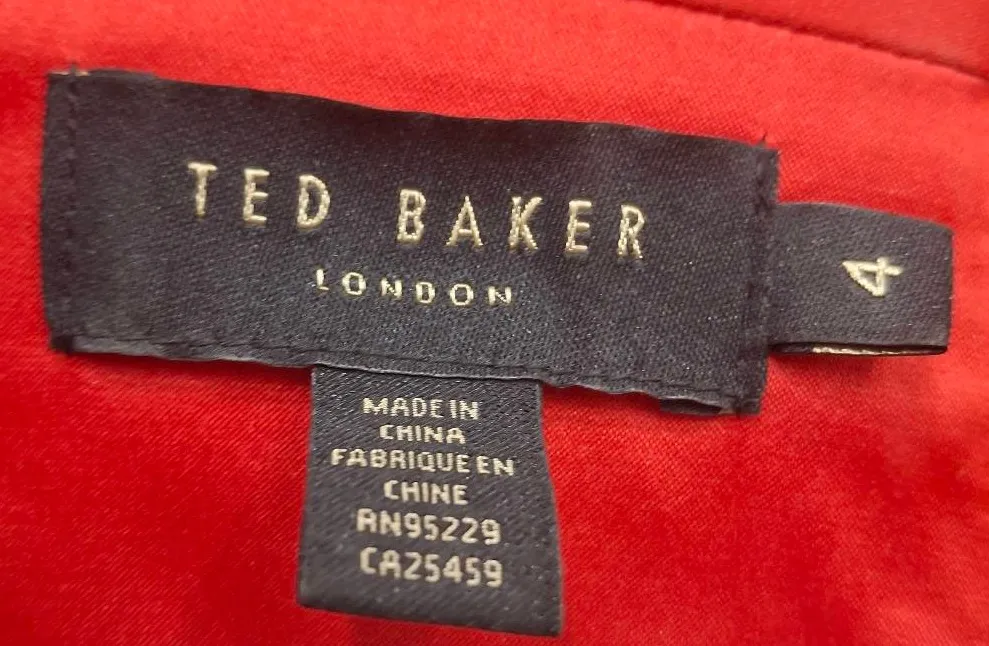 TED BAKER
LONDON
4
MADE IN
CHINA
FABRIQUE EN
CHINE
RN95229
CA25459